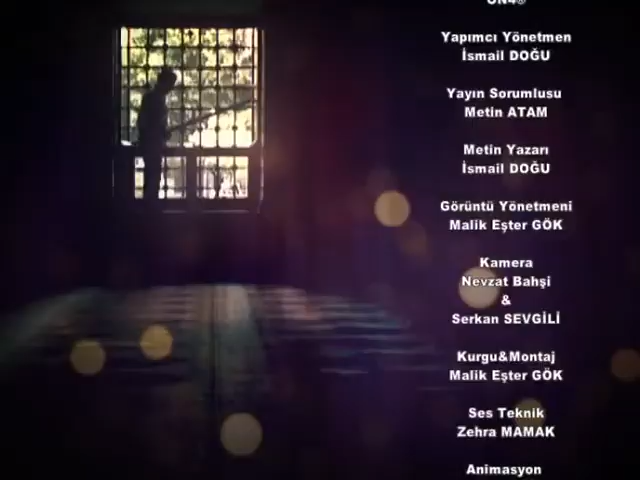 Yapımcı Yönetmen
İsmail DOĞU
Yayın Sorumlusu
Metin ATAM
Metin Yazarı
İsmail DOĞU
Görüntü Yönetmeni
Malik Eşter GÖK
Kamera
Nevzat Bahşi
&
Serkan SEVGİLİ
Kurgu&Montaj
Malik Eşter GÖK
Ses Teknik
Zehra MAMAK
Animasyon